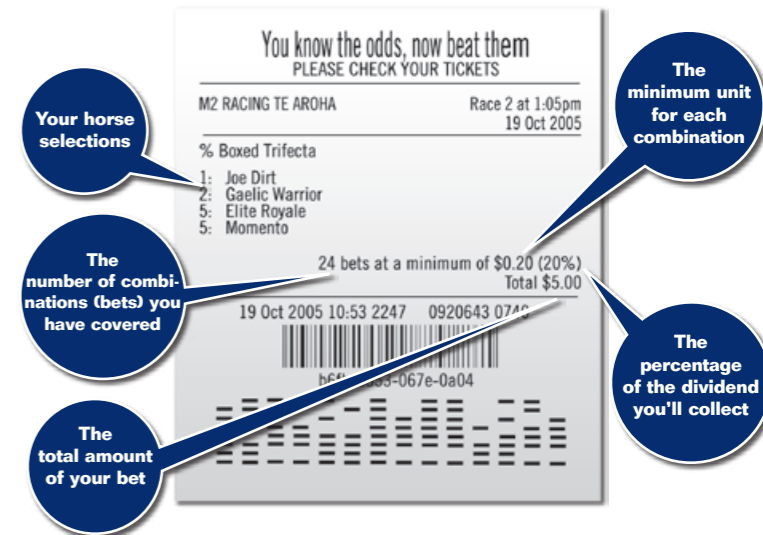 You know the odds, now beat them
PLEASE CHECK YOUR TICKETS
M2 RACING TE AROHA
Race 2 at 1:05pm
19 Oct 2005
% Boxed Trifecta
1: Joe Dirt
2: Gaelic Warrior
5: Elite Royale
5: Momento
24 bets at a minimum of $0.20 (20%)
Total $5.00
19 Oct 2005 10:53 2247 0920643
Your horse
selections
The
number of combi-
nations (bets) you
have covered
The
total amount
of your bet
The
minimum unit
for each
combination
The
percentage
of the dividend
you'll collect